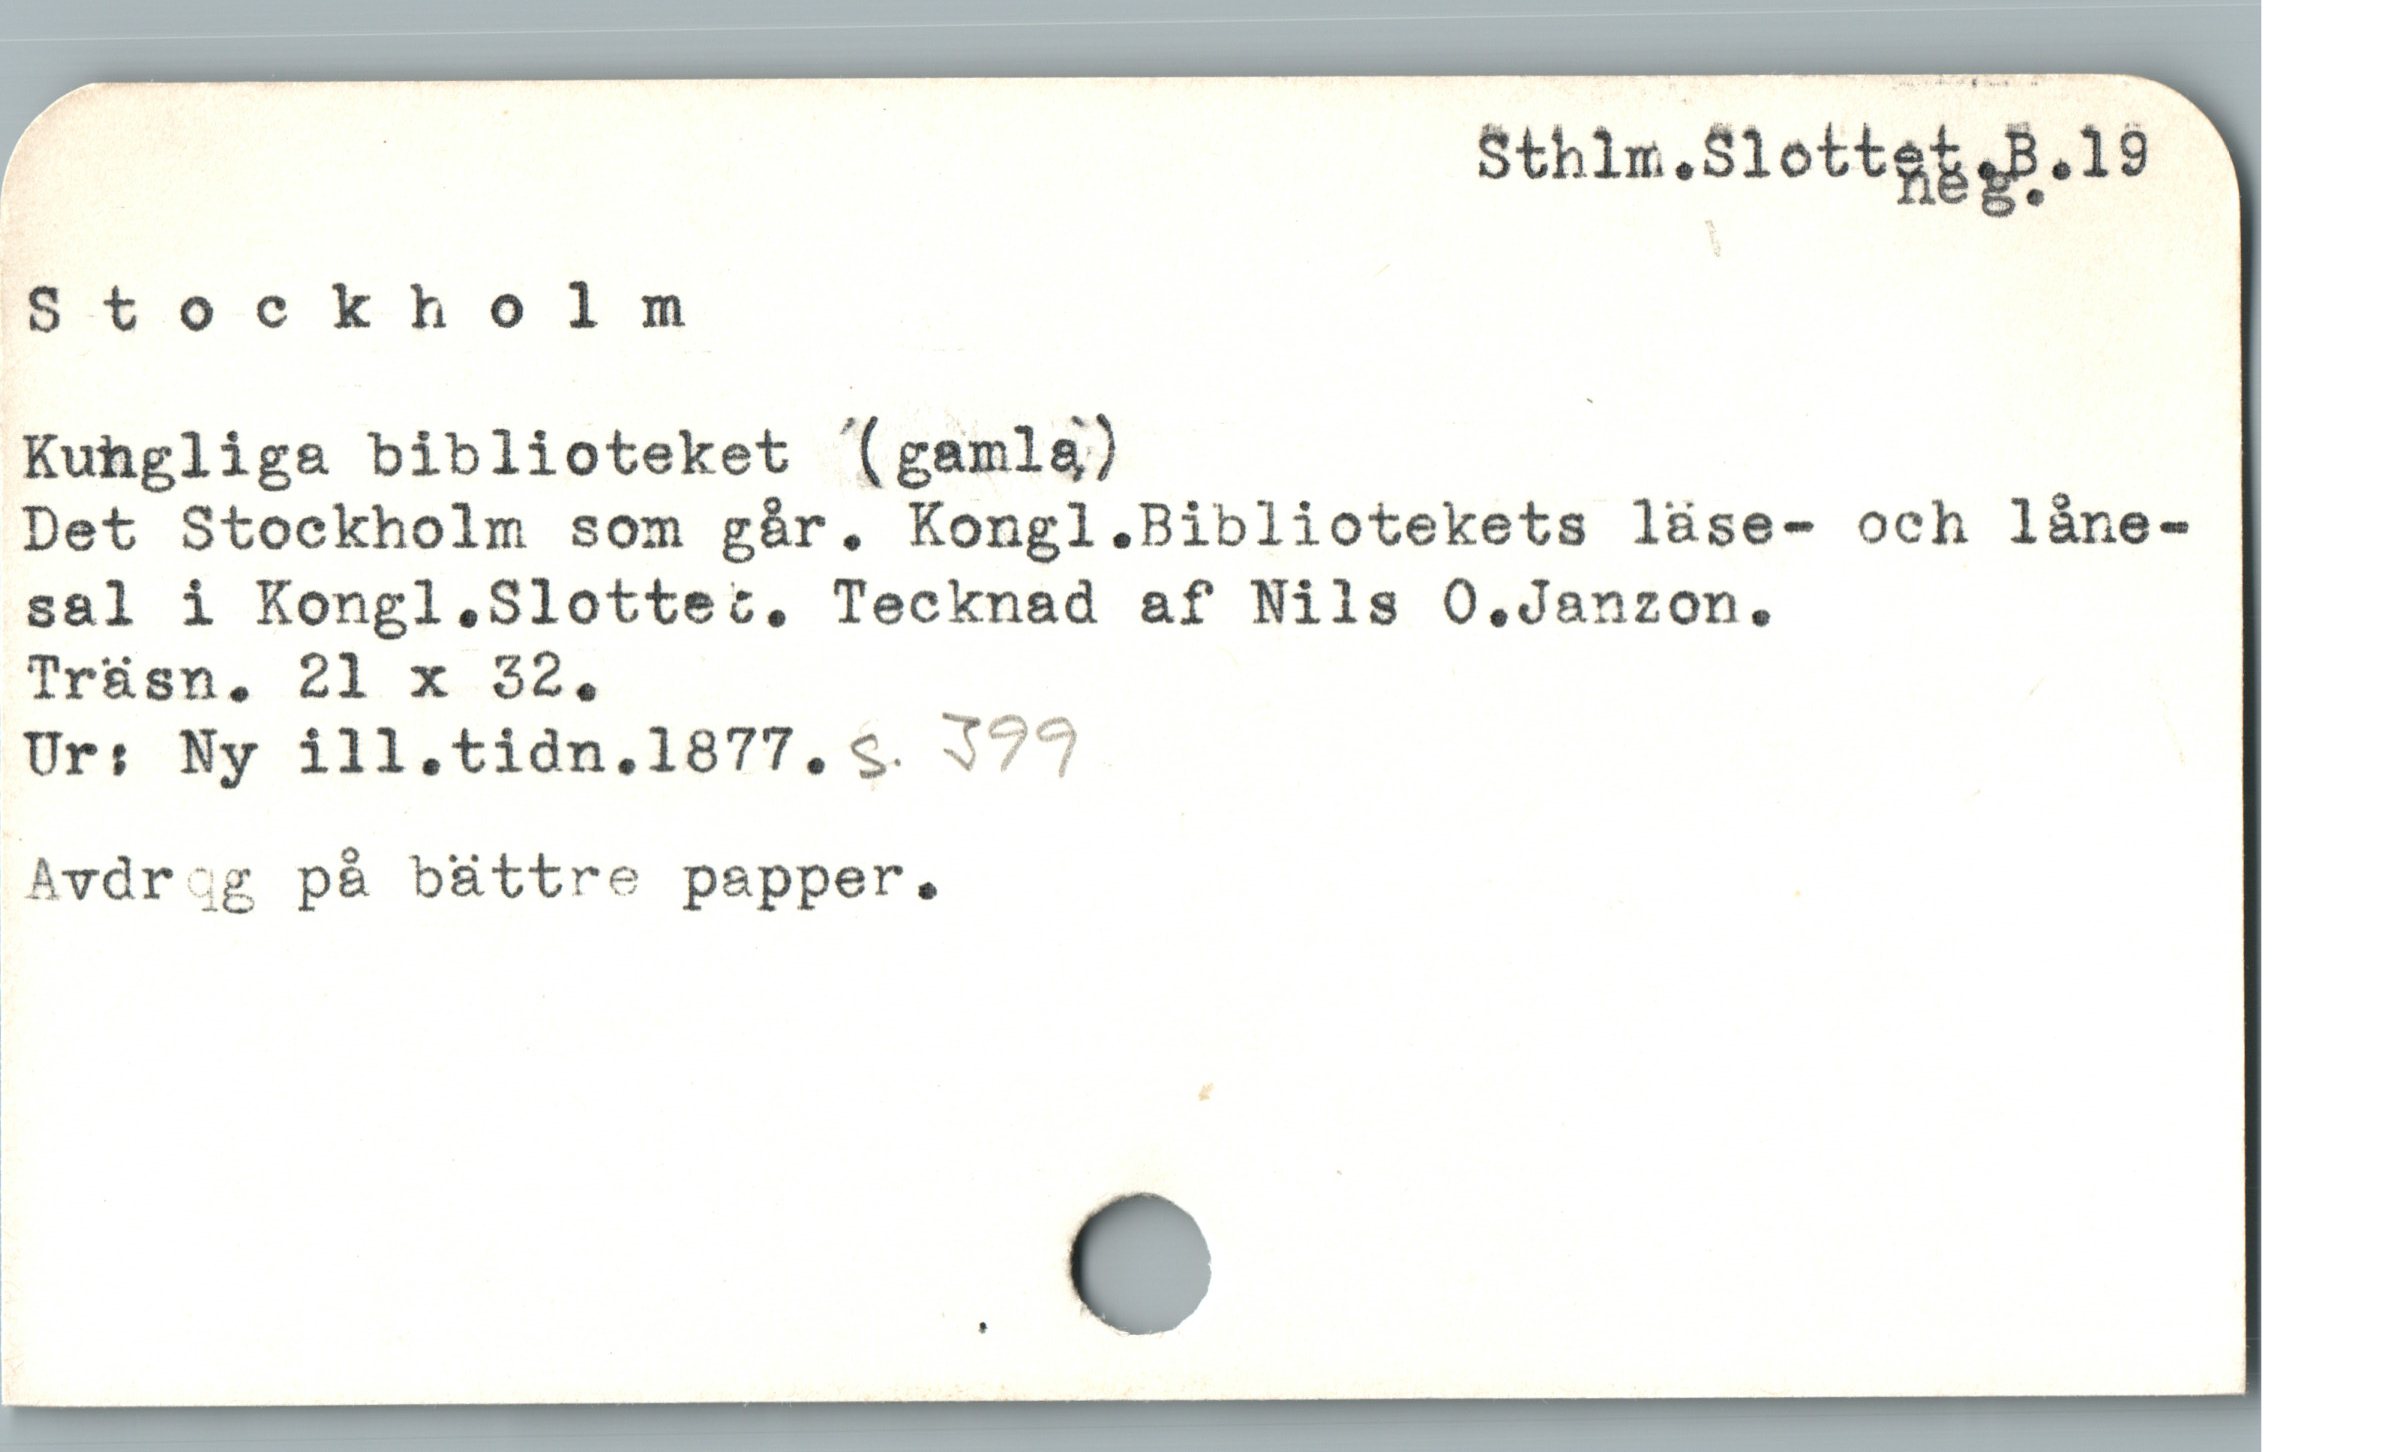 Sthlm.Slottet.B.19
neg.
Stockholm
Kungliga biblioteket (gamla)
Det Stockholm som går. Kongl.Bibliotekets läse- och låne-
sal i Kongl.Slottet. Tecknad af Nils O.Janzon.
Träsn. 21 x 32.
Ur: Ny ill.tidn.1877. s. 399
Avdrag på bättre papper.